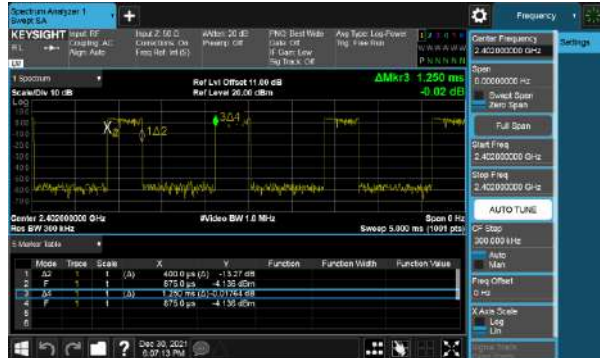 Spectrum Analyzer 1
Swept SA
Frequency
KEYSIGHT Input: RF
Coupling: AC
Align: Auto
Input Z: 50 Ω
Corrections: On
Freq Ref: Int (S)
Atten: 20 dB
Preamp: Off
PNO: Best Wide
Gate: Off
IF Gain: Low
Sig Track: Off
Avg Type: Log-Power
Trig: Free Run
Center Frequency
2.402000000 GHz
Settings
Span
0.00000000 Hz
Swept Span
Zero Span
Full Span
Start Freq
2.402000000 GHz
Stop Freq
2.402000000 GHz
AUTO TUNE
CF Step
300.000 kHz
Auto
Man
Freq Offset
0 Hz
X Axis Scale
Log
Lin
1 Spectrum
Scale/Div 10 dB
Log
Ref Lvl Offset 11.00 dB
Ref Level 20.00 dBm
ΔMkr3 1.250 ms
-0.02 dB
X2
1Δ2
3Δ4
Center 2.402000000 GHz
Res BW 300 kHz
#Video BW 1.0 MHz
Span 0 Hz
Sweep 5.000 ms (1001 pts)
5 Marker Table
Mode Trace Scale X Y Function Function Width Function Value
1 Δ2 1 t (Δ) 400.0 µs (Δ) -13.27 dB
2 F 1 t 875.0 µs -4.136 dBm
3 Δ4 1 t (Δ) 1.250 ms (Δ) -0.01764 dB
4 F 1 t 875.0 µs -4.136 dBm
5
6
Dec 30, 2021
6:07:13 PM